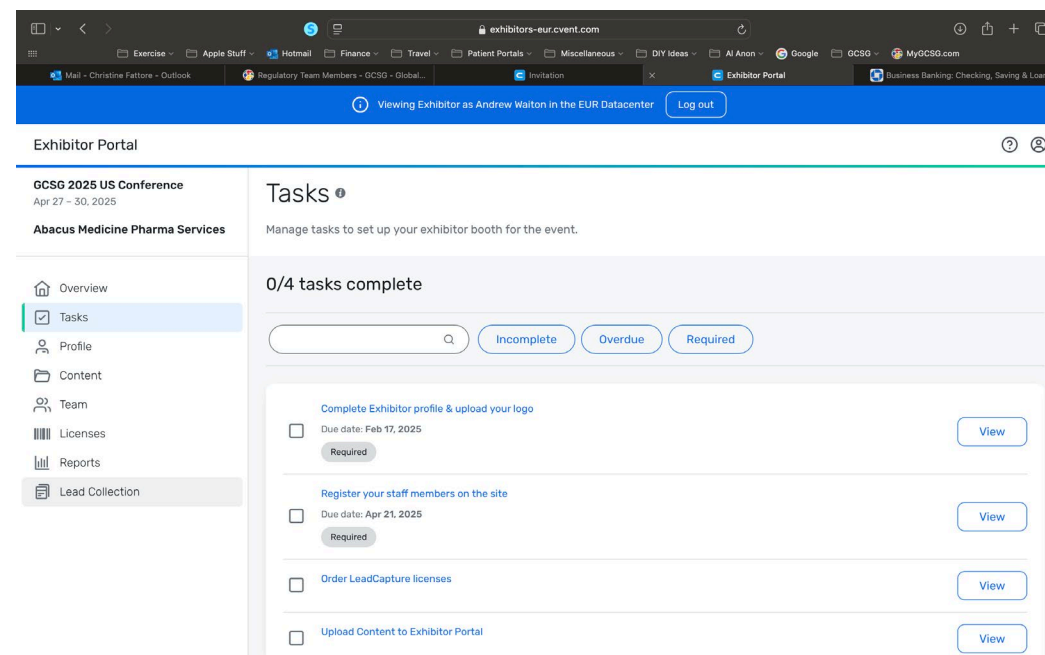 exhibitors-eur.cvent.com
Exercise Apple Stuff Hotmail Finance Travel Patient Portals Miscellaneous DIY Ideas Al Anon Google GCSG MyGCSG.com
Mail - Christine Fattore - Outlook Regulatory Team Members - GCSG - Global... Invitation Exhibitor Portal Business Banking: Checking, Saving & Loan
Viewing Exhibitor as Andrew Waiton in the EUR Datacenter Log out
Exhibitor Portal
GCSG 2025 US Conference
Apr 27 – 30, 2025
Abacus Medicine Pharma Services
Overview
Tasks
Profile
Content
Team
Licenses
Reports
Lead Collection
Tasks
Manage tasks to set up your exhibitor booth for the event.
0/4 tasks complete
Incomplete Overdue Required
Complete Exhibitor profile & upload your logo
Due date: Feb 17, 2025
Required
View
Register your staff members on the site
Due date: Apr 21, 2025
Required
View
Order LeadCapture licenses
View
Upload Content to Exhibitor Portal
View